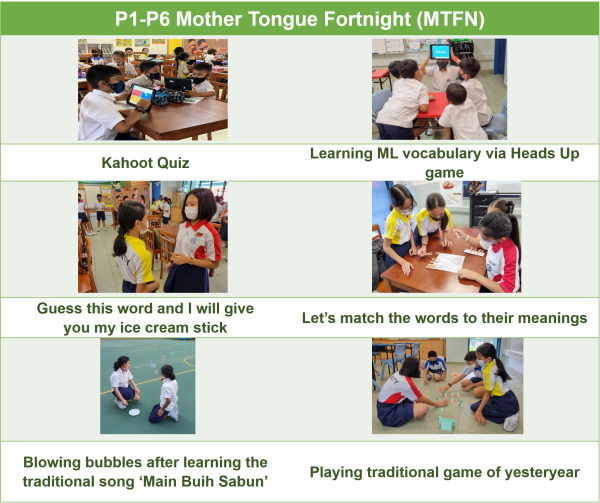 P1-P6 Mother Tongue Fortnight (MTFN)
Kahoot Quiz
Learning ML vocabulary via Heads Up
game
Guess this word and I will give
you my ice cream stick
Let's match the words to their meanings
Blowing bubbles after learning the
traditional song ‘Main Buih Sabun’
Playing traditional game of yesteryear